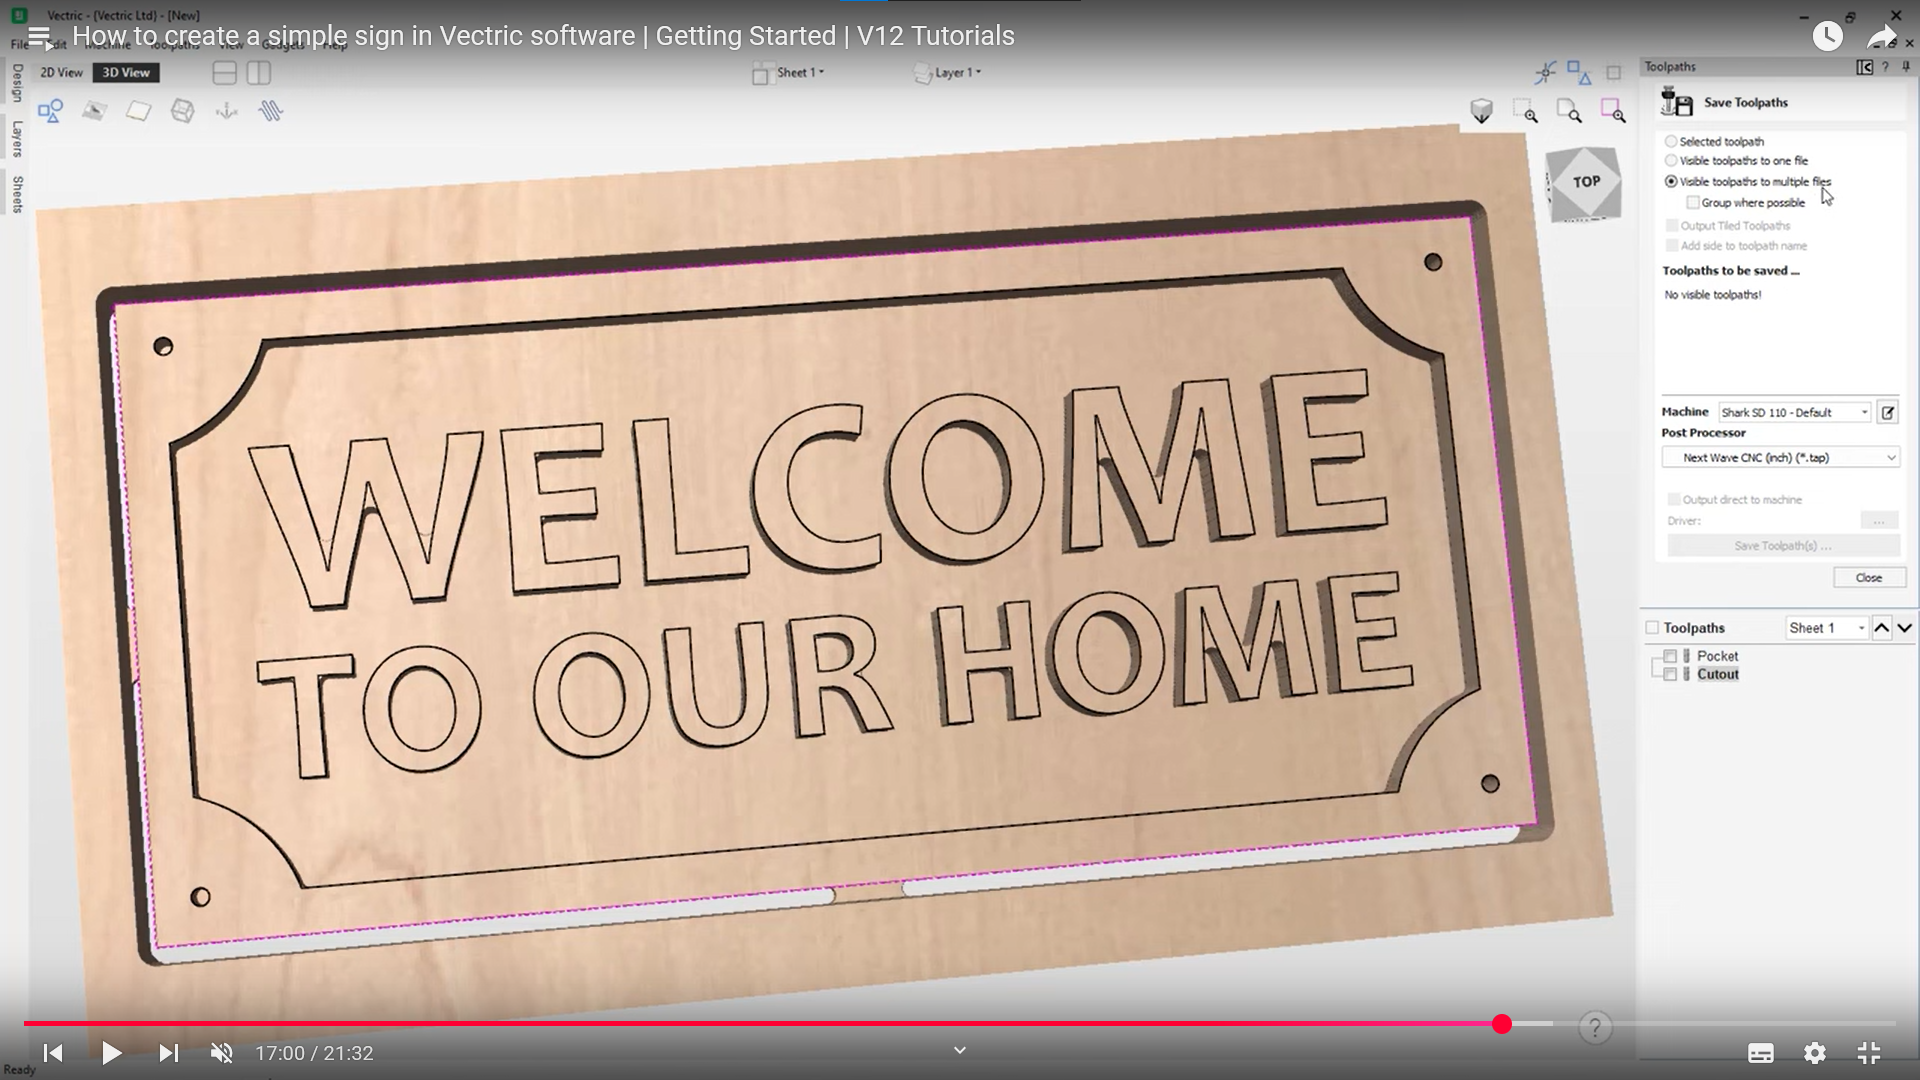 Vectric - {Vectric Ltd} - [New]
How to create a simple sign in Vectric software | Getting Started | V12 Tutorials
File Edit Machine Toolpaths View Gadgets Help
2D View 3D View Sheet 1 Layer 1
Design
Layers
Sheets
TOP
WELCOME
TO OUR HOME
Toolpaths
Save Toolpaths
Selected toolpath
Visible toolpaths to one file
Visible toolpaths to multiple files
Group where possible
Output Tiled Toolpaths
Add side to toolpath name
Toolpaths to be saved ...
No visible toolpaths!
Machine Shark SD 110 - Default
Post Processor
Next Wave CNC (inch) (*.tap)
Output direct to machine
Driver: ...
Save Toolpath(s) ...
Close
Toolpaths Sheet 1
Pocket
Cutout
17:00 / 21:32
Ready